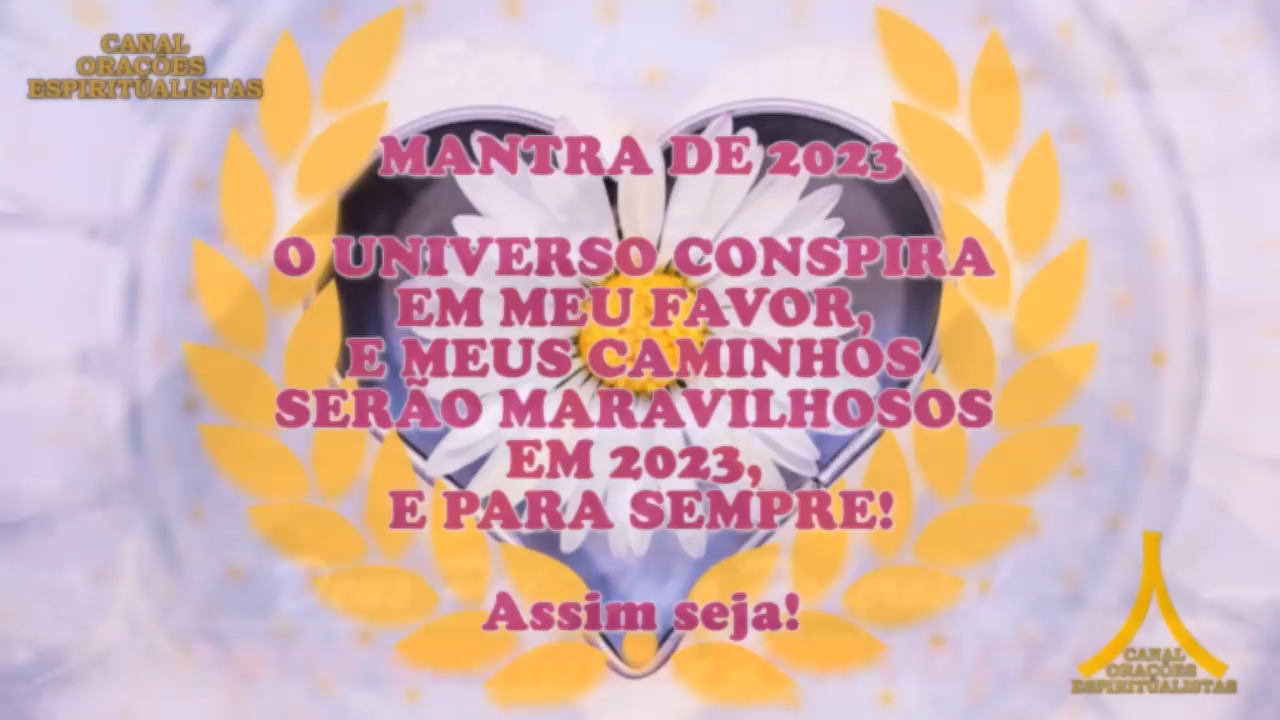 CANAL
ORAÇÕES
ESPIRITUALISTAS
MANTRA DE 2023
O UNIVERSO CONSPIRA
EM MEU FAVOR,
E MEUS CAMINHOS
SERÃO MARAVILHOSOS
EM 2023,
E PARA SEMPRE!
Assim seja!
CANAL
ORAÇÕES
ESPIRITUALISTAS